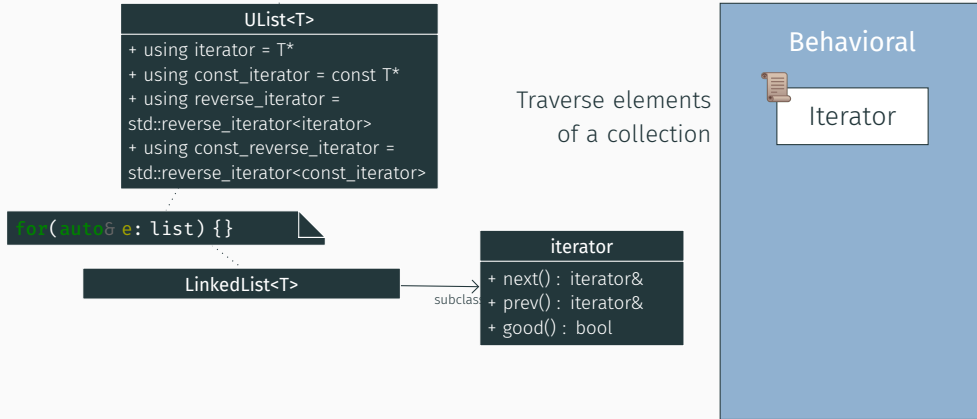 UList<T>
+ using iterator = T*
+ using const_iterator = const T*
+ using reverse_iterator =
std::reverse_iterator<iterator>
+ using const_reverse_iterator =
std::reverse_iterator<const_iterator>
for(auto& e: list) {}
LinkedList<T>
subclass
iterator
+ next() : iterator&
+ prev() : iterator&
+ good() : bool
Traverse elements
of a collection
Behavioral
Iterator